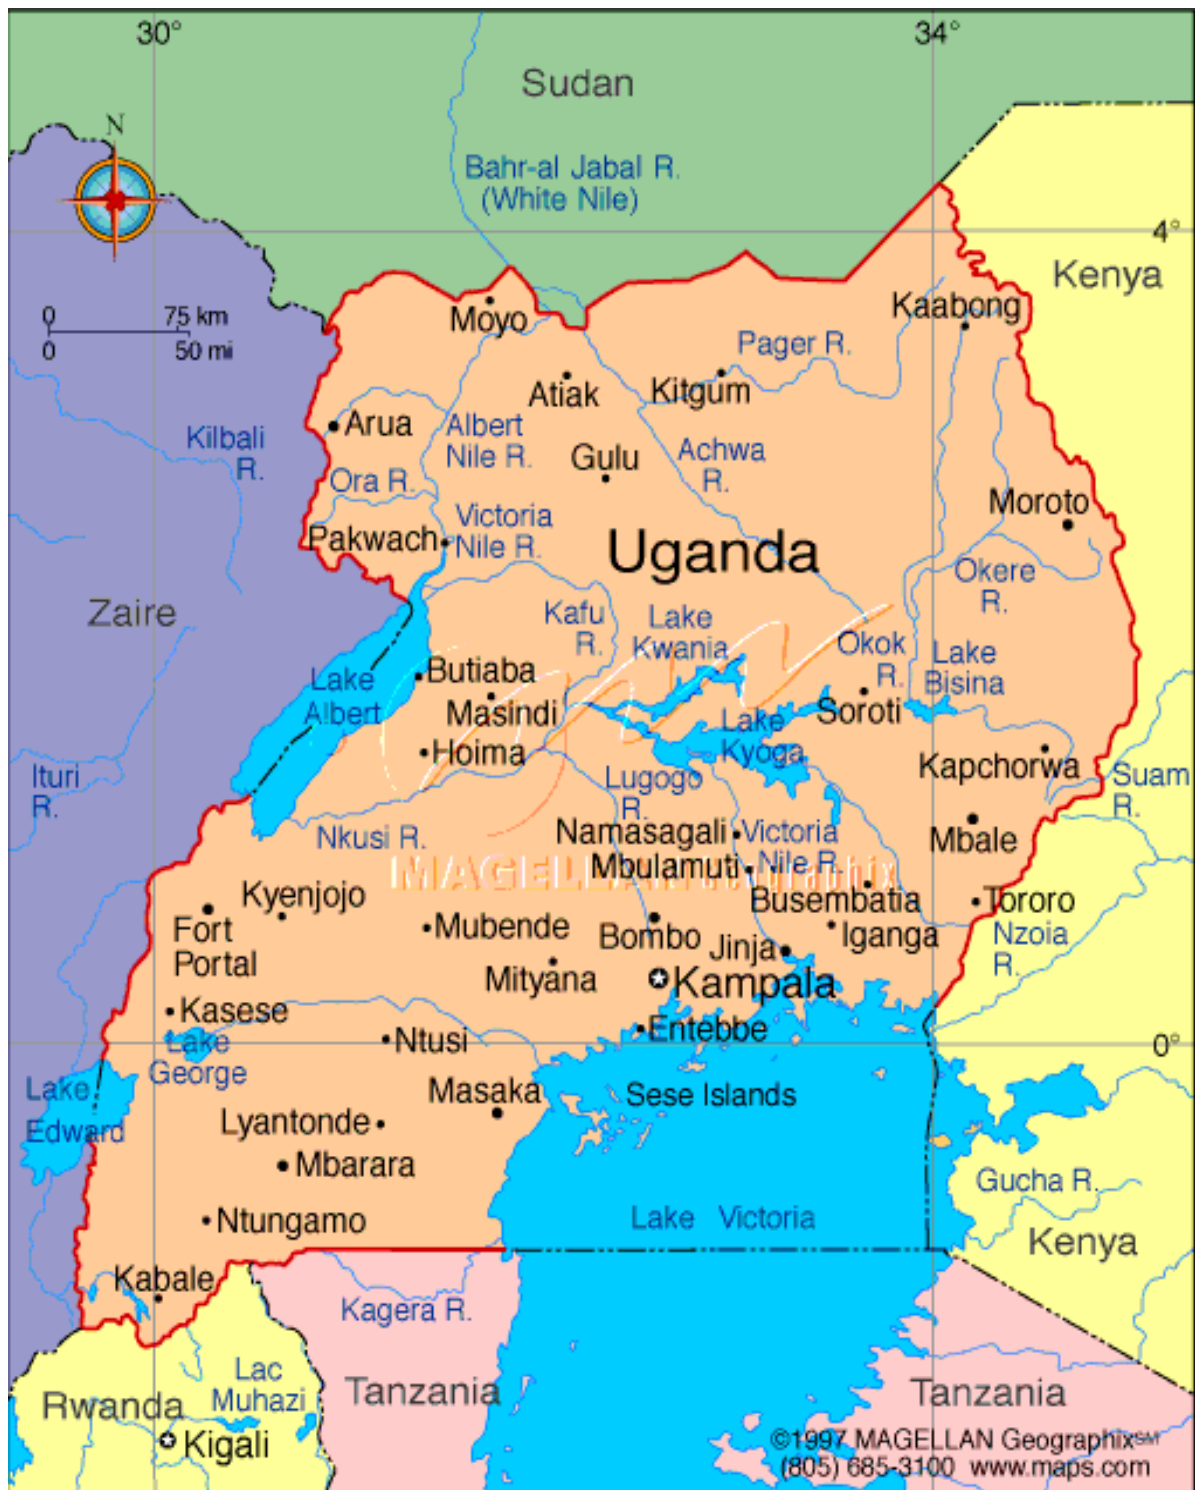 30°
34°
Sudan
N
Bahr-al Jabal R.
(White Nile)
4°
Kenya
Kaabong
0
75 km
0
50 mi
Moyo
Pager R.
Atiak
Kitgum
Arua
Albert
Nile R.
Kilbali
R.
Achwa
R.
Gulu
Ora R.
Moroto
Victoria
Nile R.
Pakwach
Uganda
Okere
R.
Zaire
Kafu
R.
Lake
Kwania
Okok
R.
Lake
Bisina
Butiaba
Lake
Albert
Masindi
Soroti
Lake
Kyoga
Hoima
Kapchorwa
Ituri
R.
Lugogo
R.
Suam
R.
Nkusi R.
Namasagali
Victoria
Nile R.
Mbale
Mbulamuti
MAGELLAN Geographix
Kyenjojo
Busembatia
Tororo
Fort
Portal
Mubende
Bombo
Jinja
Iganga
Nzoia
R.
Mityana
Kampala
Kasese
Entebbe
Lake
George
Ntusi
0°
Lake
Edward
Masaka
Sese Islands
Lyantonde
Mbarara
Gucha R.
Ntungamo
Lake Victoria
Kenya
Kabale
Kagera R.
Lac
Muhazi
Rwanda
Tanzania
Tanzania
Kigali
©1997 MAGELLAN Geographix℠
(805) 685-3100 www.maps.com